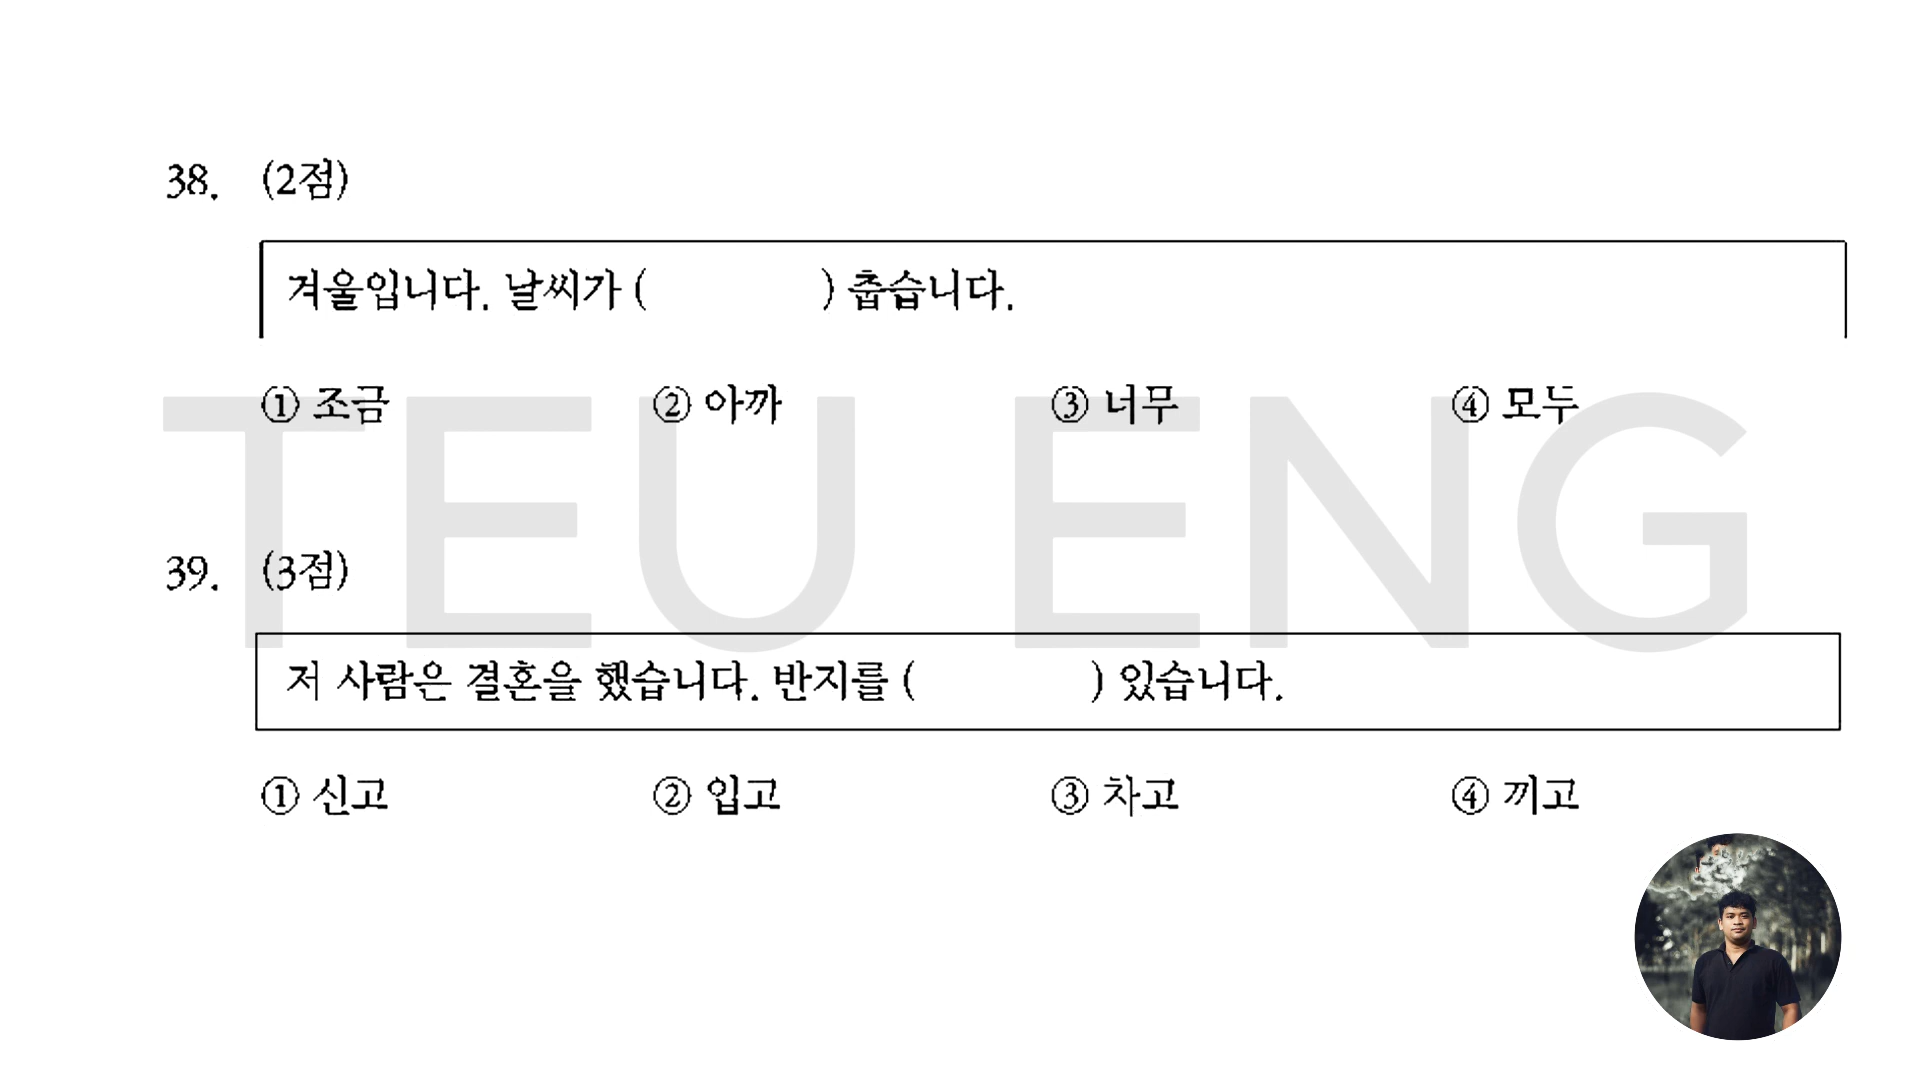 38. (2점)
겨울입니다. 날씨가 ( ) 춥습니다.
① 조금 ② 아까 ③ 너무 ④ 모두
TEU ENG
39. (3점)
저 사람은 결혼을 했습니다. 반지를 ( ) 있습니다.
① 신고 ② 입고 ③ 차고 ④ 끼고